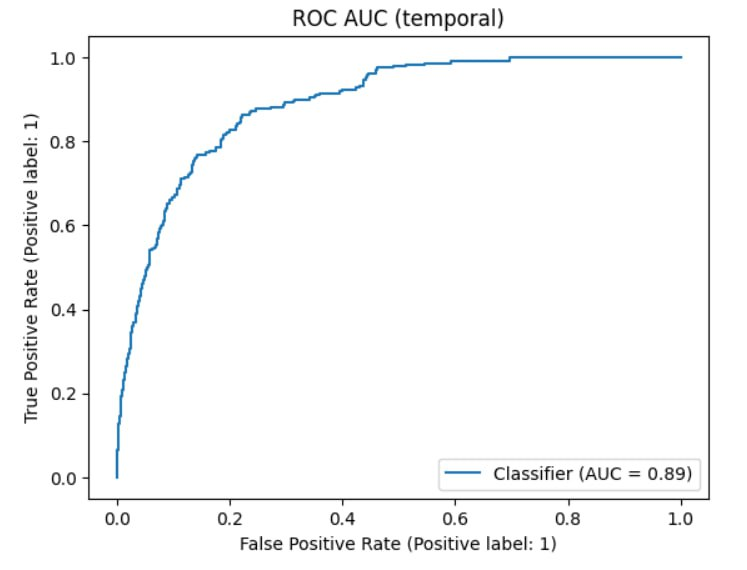 ROC AUC (temporal)
True Positive Rate (Positive label: 1)
1.0
0.8
0.6
0.4
0.2
0.0
Classifier (AUC = 0.89)
0.0 0.2 0.4 0.6 0.8 1.0
False Positive Rate (Positive label: 1)